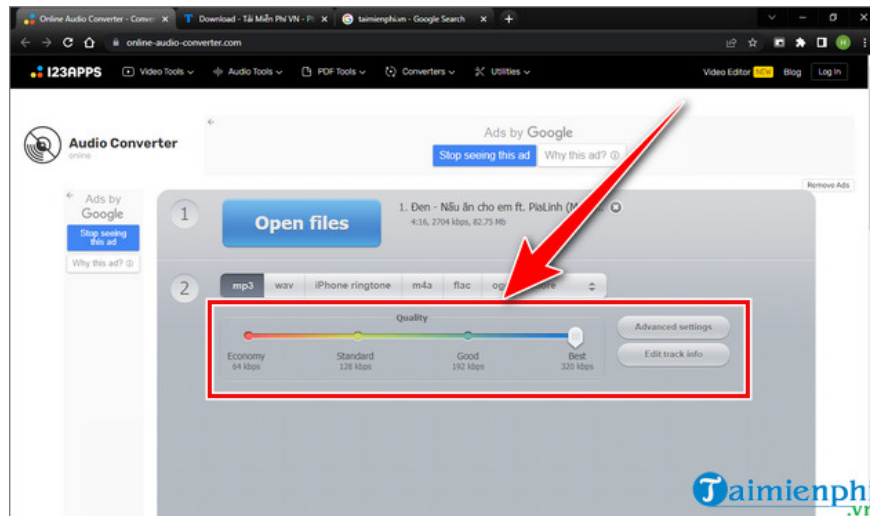 Online Audio Converter - Conver
Download - Tải Miễn Phí VN - P
taimienphi.vn - Google Search
online-audio-converter.com
123APPS
Video Tools
Audio Tools
PDF Tools
Converters
Utilities
Video Editor NEW
Blog
Log In
Audio Converter
online
Ads by Google
Stop seeing this ad
Why this ad?
Remove Ads
Ads by
Google
Stop seeing
this ad
Why this ad?
1
Open files
1. Đen - Nấu ăn cho em ft. PiaLinh (M
4:16, 2704 kbps, 82.75 Mb
2
mp3
wav
iPhone ringtone
m4a
flac
Quality
Economy
64 kbps
Standard
128 kbps
Good
192 kbps
Best
320 kbps
Advanced settings
Edit track info
Taimienphi
.vn